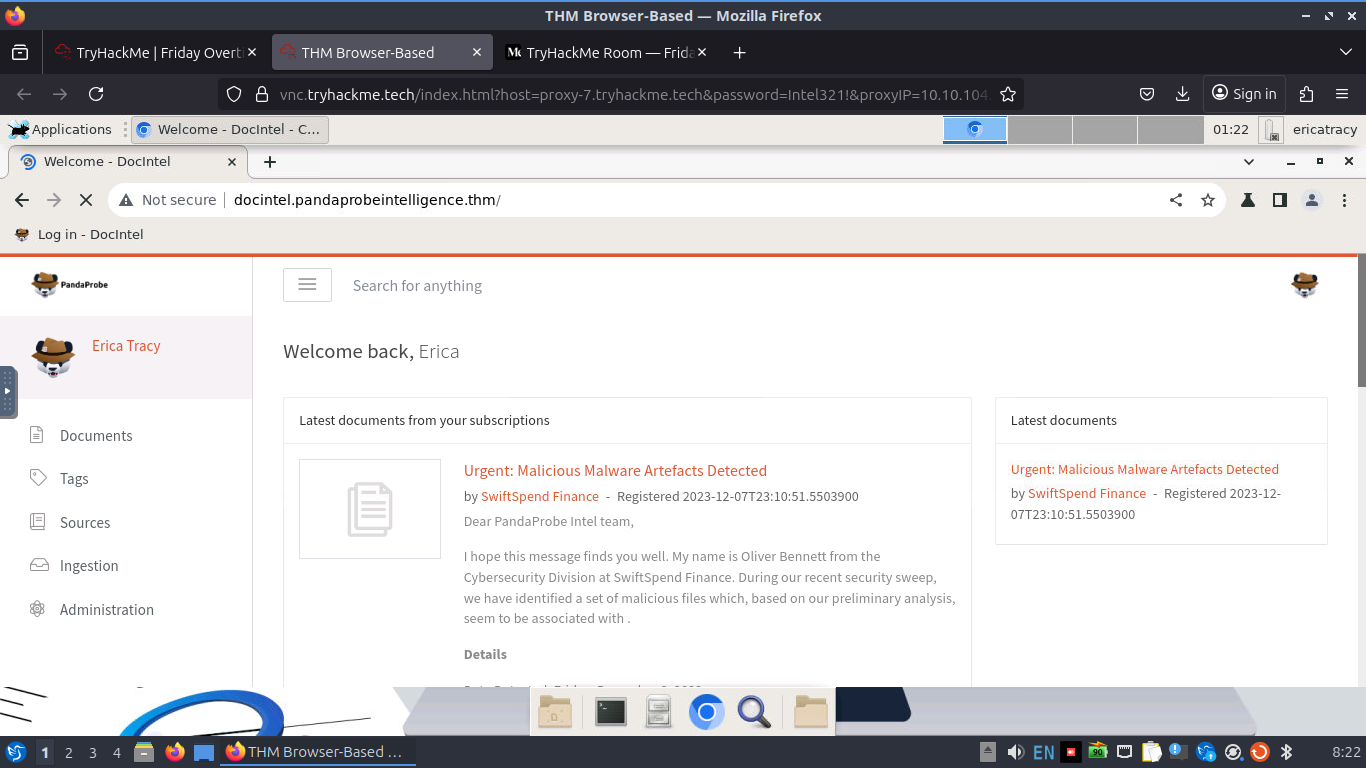 THM Browser-Based — Mozilla Firefox
TryHackMe | Friday Overti
THM Browser-Based
TryHackMe Room — Frida
vnc.tryhackme.tech/index.html?host=proxy-7.tryhackme.tech&password=Intel321!&proxyIP=10.10.104.
Sign in
Applications
Welcome - DocIntel - C...
01:22
ericatracy
Welcome - DocIntel
Not secure
docintel.pandaprobeintelligence.thm/
Log in - DocIntel
PandaProbe
Search for anything
Erica Tracy
Welcome back, Erica
Documents
Tags
Sources
Ingestion
Administration
Latest documents from your subscriptions
Urgent: Malicious Malware Artefacts Detected
by SwiftSpend Finance - Registered 2023-12-07T23:10:51.5503900
Dear PandaProbe Intel team,
I hope this message finds you well. My name is Oliver Bennett from the
Cybersecurity Division at SwiftSpend Finance. During our recent security sweep,
we have identified a set of malicious files which, based on our preliminary analysis,
seem to be associated with .
Details
Latest documents
Urgent: Malicious Malware Artefacts Detected
by SwiftSpend Finance - Registered 2023-12-
07T23:10:51.5503900
1 2 3 4
THM Browser-Based ...
EN
90
8:22